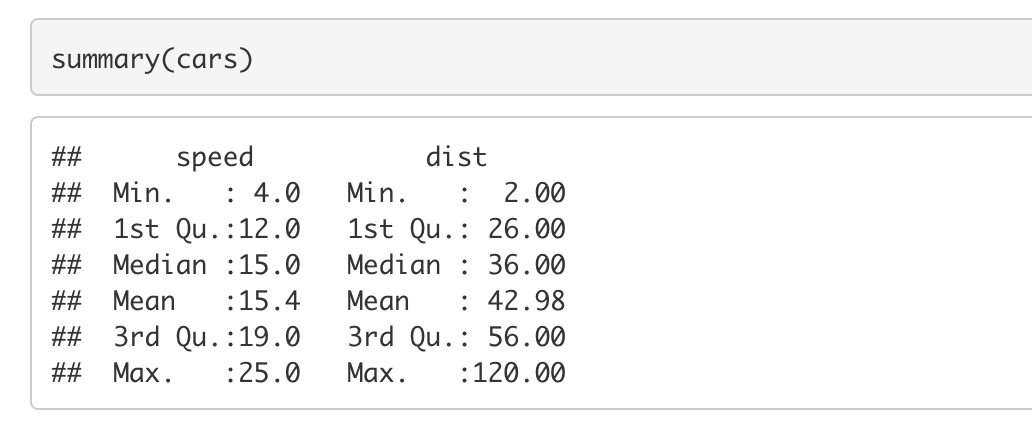 summary(cars)
##      speed           dist
##  Min.   : 4.0   Min.   :  2.00
##  1st Qu.:12.0   1st Qu.: 26.00
##  Median :15.0   Median : 36.00
##  Mean   :15.4   Mean   : 42.98
##  3rd Qu.:19.0   3rd Qu.: 56.00
##  Max.   :25.0   Max.   :120.00